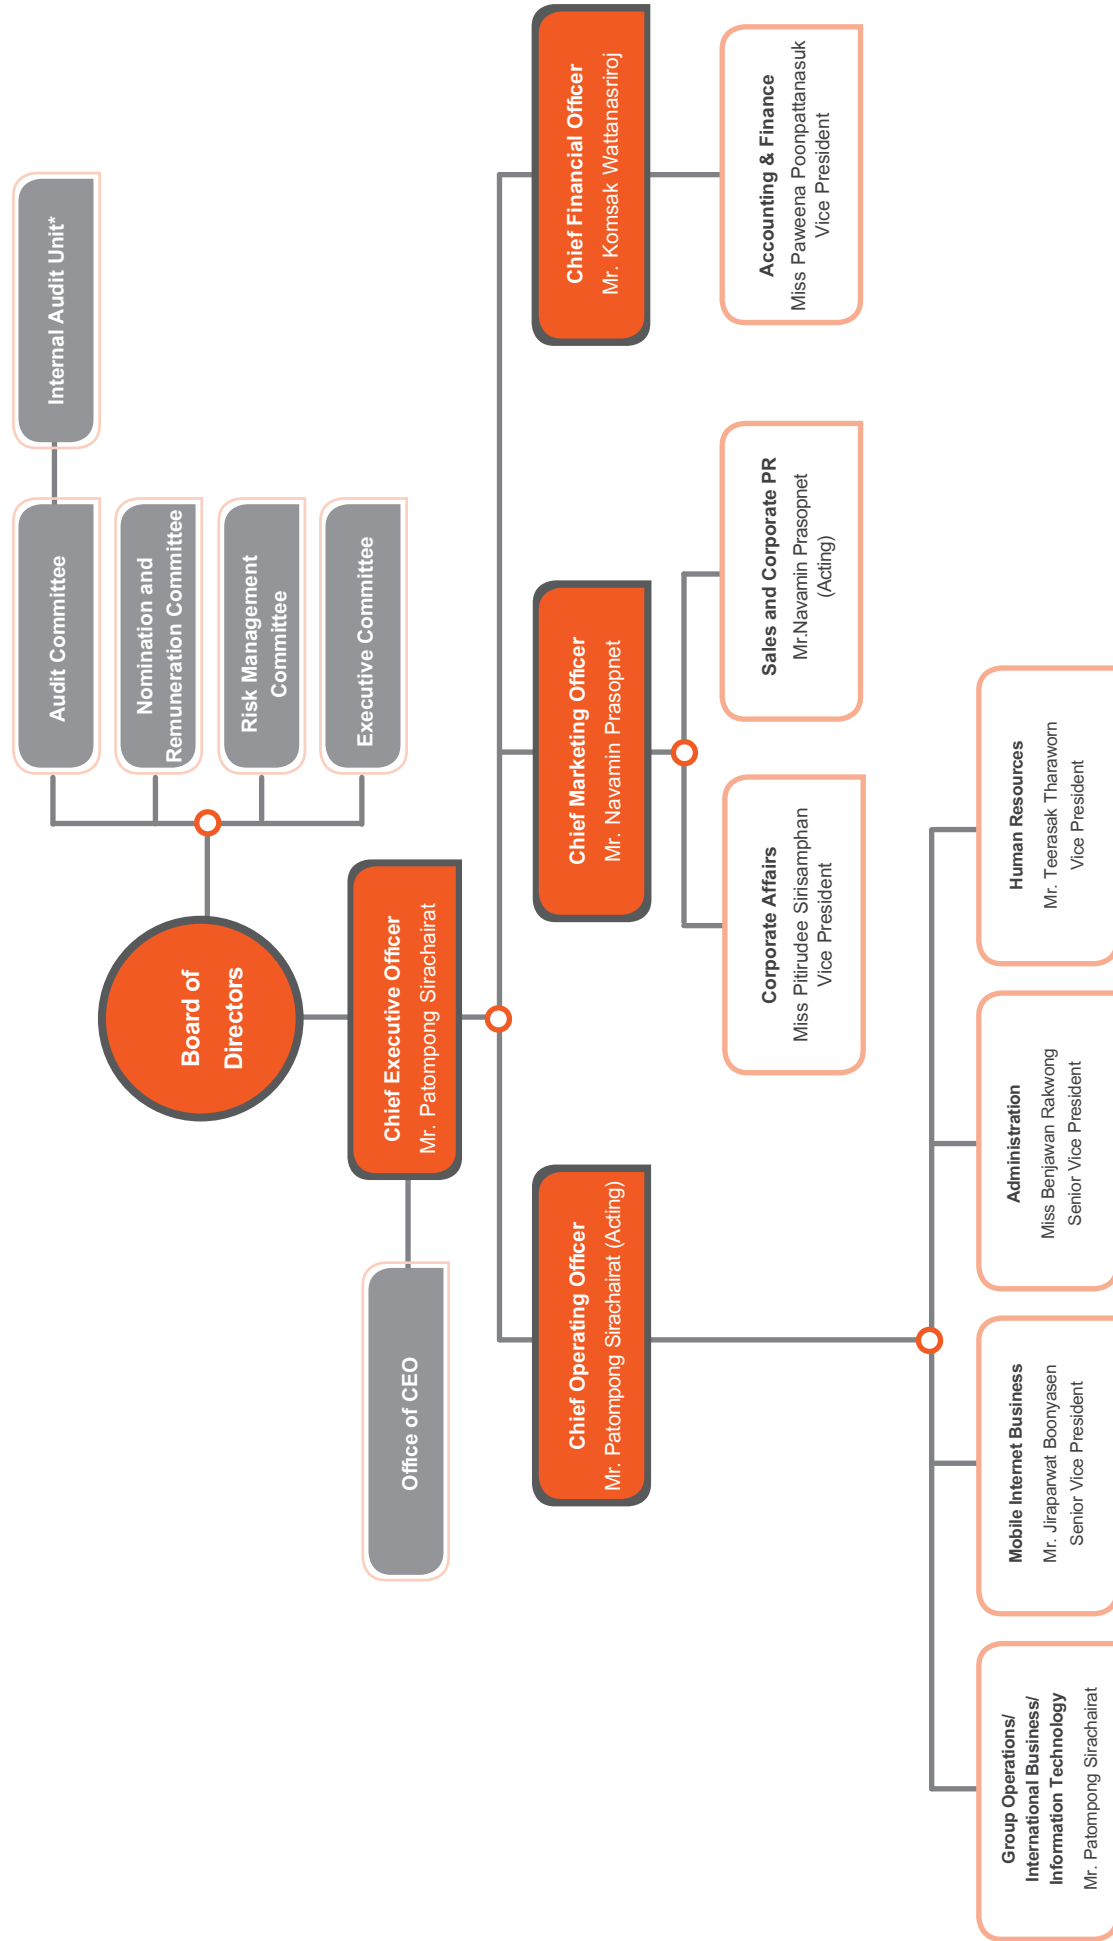 Board of
Directors
Audit Committee
Internal Audit Unit*
Nomination and
Remuneration Committee
Risk Management
Committee
Executive Committee
Chief Executive Officer
Mr. Patompong Sirachairat
Office of CEO
Chief Operating Officer
Mr. Patompong Sirachairat (Acting)
Chief Marketing Officer
Mr. Navamin Prasopnet
Chief Financial Officer
Mr. Komsak Wattanasriroj
Corporate Affairs
Miss Pitirudee Sirisamphan
Vice President
Sales and Corporate PR
Mr.Navamin Prasopnet
(Acting)
Accounting & Finance
Miss Paweena Poonpattanasuk
Vice President
Group Operations/
International Business/
Information Technology
Mr. Patompong Sirachairat
Mobile Internet Business
Mr. Jiraparwat Boonyasen
Senior Vice President
Administration
Miss Benjawan Rakwong
Senior Vice President
Human Resources
Mr. Teerasak Tharaworn
Vice President